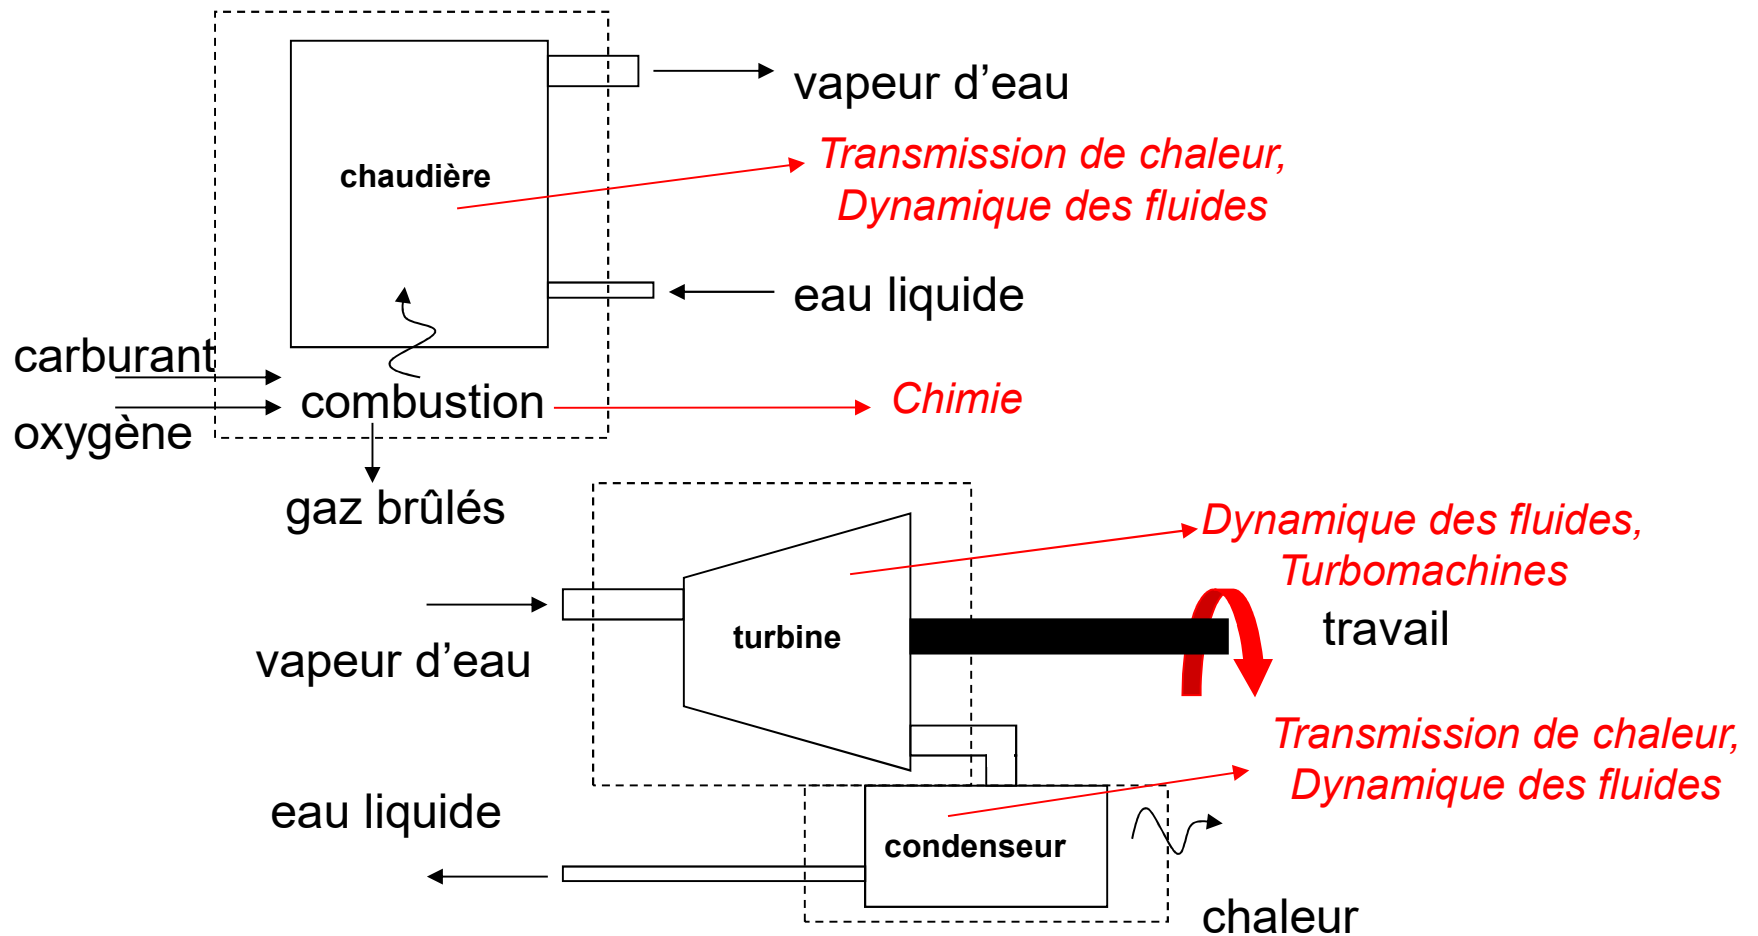 vapeur d’eau
Transmission de chaleur,
Dynamique des fluides
chaudière
eau liquide
carburant
combustion
Chimie
oxygène
gaz brûlés
Dynamique des fluides,
Turbomachines
travail
turbine
vapeur d’eau
Transmission de chaleur,
Dynamique des fluides
eau liquide
condenseur
chaleur